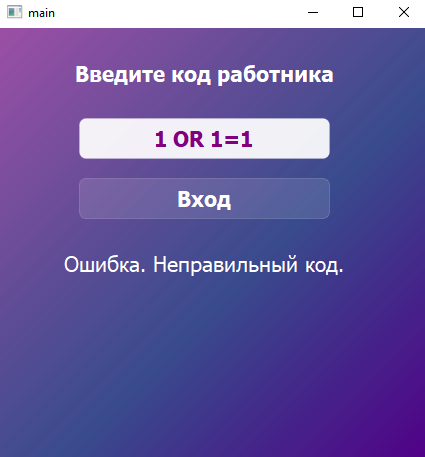 main
Введите код работника
1 OR 1=1
Вход
Ошибка. Неправильный код.